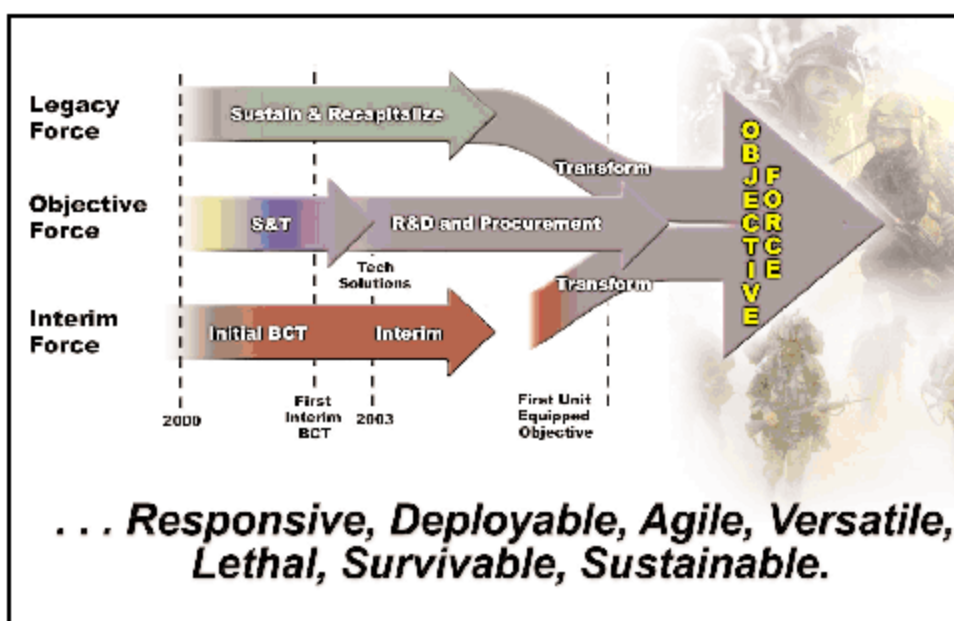 Legacy
Force
Sustain & Recapitalize
Transform
Objective
Force
S&T
R&D and Procurement
Tech
Solutions
Transform
Interim
Force
Initial BCT
Interim
OBJECTIVE
FORCE
2000
First
Interim
BCT
2003
First Unit
Equipped
Objective
. . . Responsive, Deployable, Agile, Versatile,
Lethal, Survivable, Sustainable.